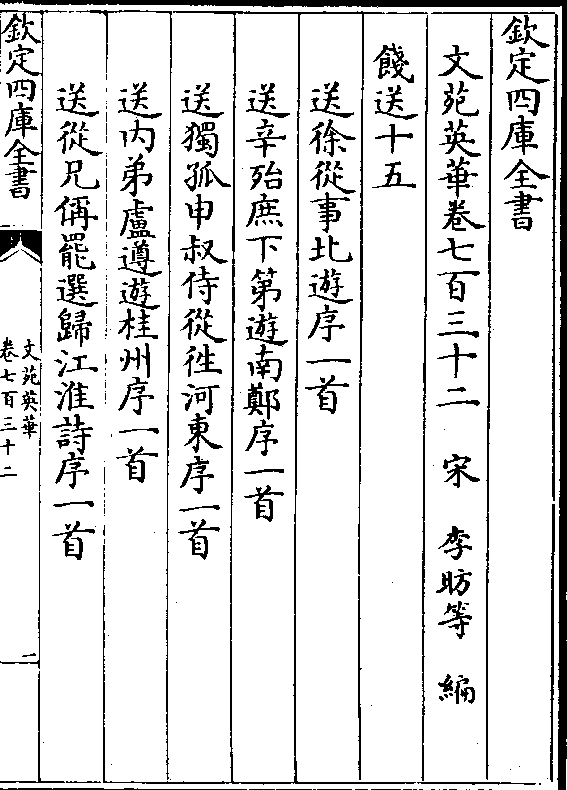 欽定四庫全書
文苑英華卷七百三十二　宋　李昉等　編
餞送十五
送徐從事北遊序一首
送辛殆庶下第遊南鄭序一首
送獨孤申叔侍從徃河東序一首
送内弟盧遵遊桂州序一首
送從兄偁罷選歸江淮詩序一首
欽定四庫全書
文苑英華
卷七百三十二
一